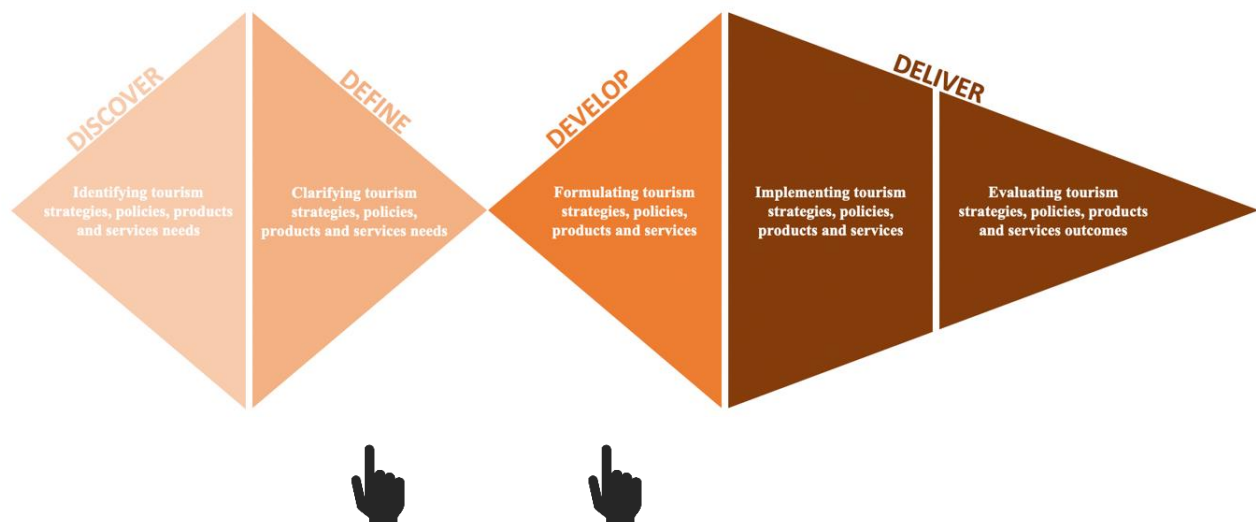 DISCOVER
DEFINE
DEVELOP
DELIVER
Identifying tourism
strategies, policies, products
and services needs
Clarifying tourism
strategies, policies,
products and services needs
Formulating tourism
strategies, policies,
products and services
Implementing tourism
strategies, policies,
products and services
Evaluating tourism
strategies, policies, products
and services outcomes